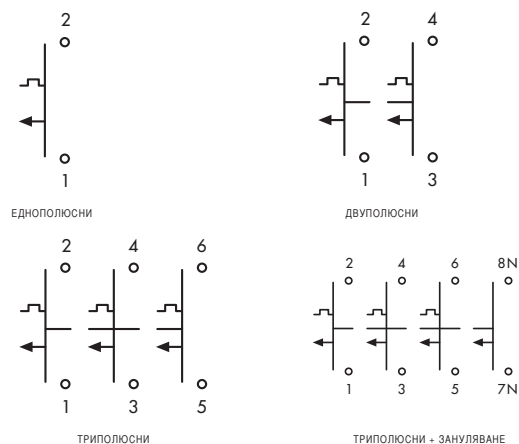 2 2 4
1 1 3
ЕДНОПОЛЮСНИ ДВУПОЛЮСНИ
2 4 6 2 4 6 8N
1 3 5 1 3 5 7N
ТРИПОЛЮСНИ ТРИПОЛЮСНИ + ЗАНУЛЯВАНЕ